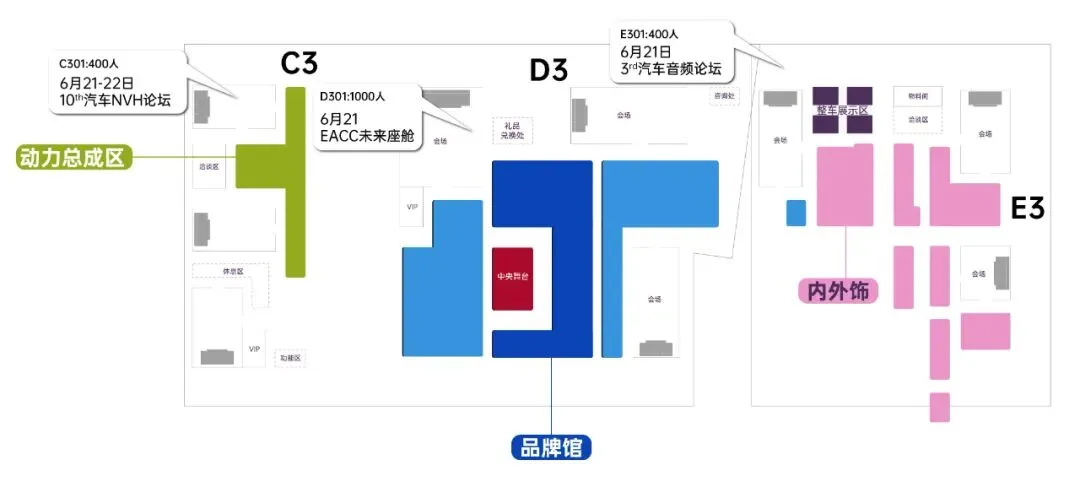 C301:400人
6月21-22日
10th汽车NVH论坛
C3
D301:1000人
6月21
EACC未来座舱
D3
E301:400人
6月21日
3rd汽车音频论坛
动力总成区
洽谈区
休息区
VIP
功能区
会场
VIP
礼品
兑换处
会场
咨询处
中央舞台
会场
品牌馆
会场
整车展示区
物料间
洽谈区
会场
E3
会场
内外饰